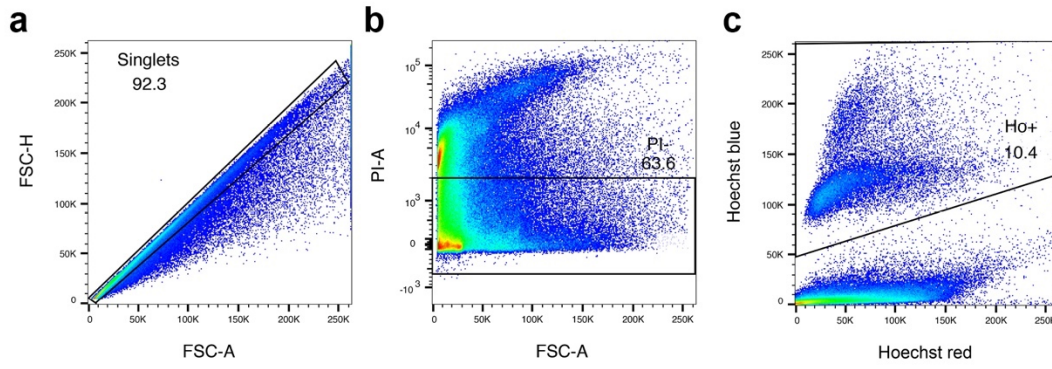 a
b
c
Singlets
92.3
250K
200K
150K
100K
50K
0
FSC-H
0
50K
100K
150K
200K
250K
FSC-A
10^5
10^4
10^3
0
-10^3
PI-A
PI-
63.6
0
50K
100K
150K
200K
250K
FSC-A
250K
200K
150K
100K
50K
0
Hoechst blue
Ho+
10.4
0
50K
100K
150K
200K
250K
Hoechst red